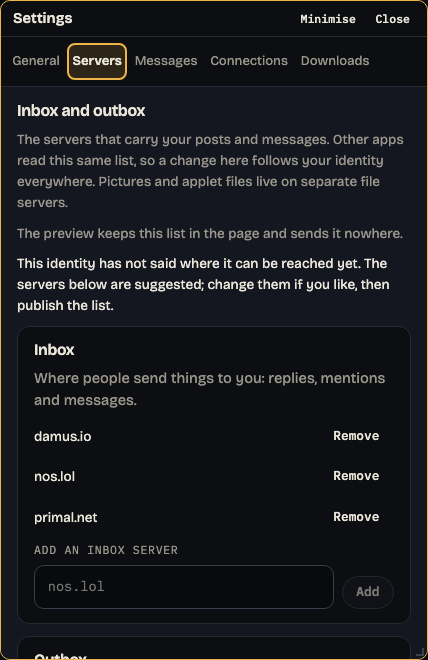 Settings
Minimise
Close
General
Servers
Messages
Connections
Downloads
Inbox and outbox
The servers that carry your posts and messages. Other apps
read this same list, so a change here follows your identity
everywhere. Pictures and applet files live on separate file
servers.
The preview keeps this list in the page and sends it nowhere.
This identity has not said where it can be reached yet. The
servers below are suggested; change them if you like, then
publish the list.
Inbox
Where people send things to you: replies, mentions
and messages.
damus.io
Remove
nos.lol
Remove
primal.net
Remove
ADD AN INBOX SERVER
nos.lol
Add
Outbox